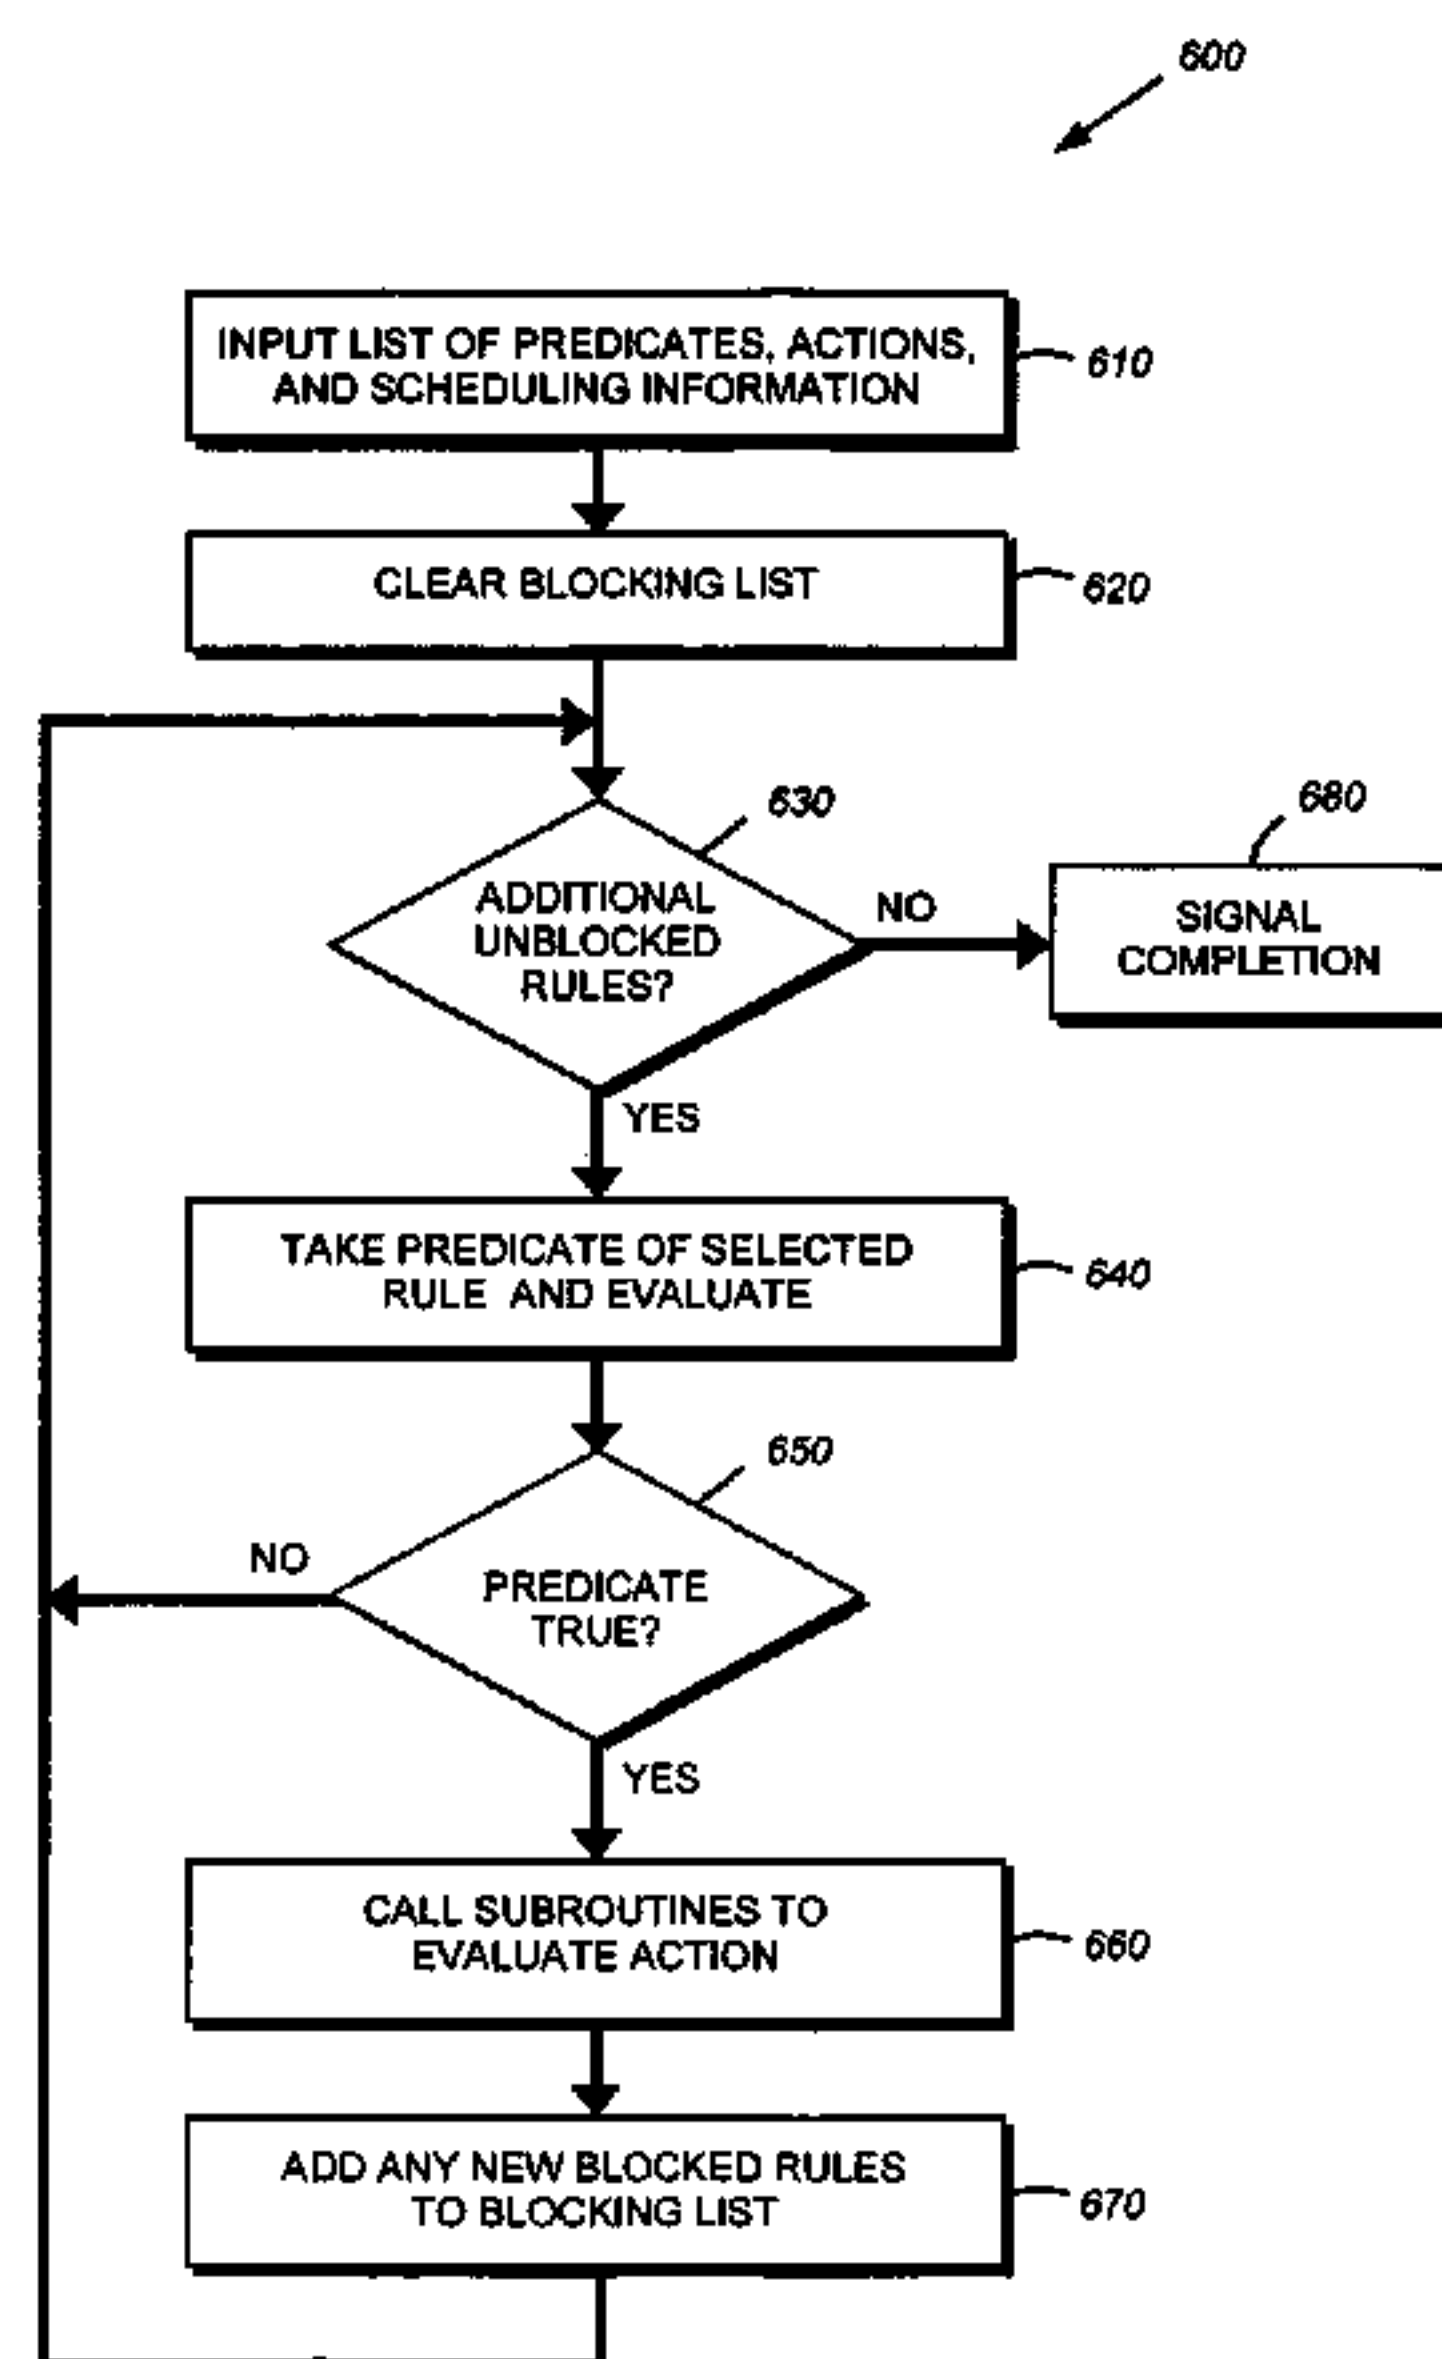 600
INPUT LIST OF PREDICATES, ACTIONS,
AND SCHEDULING INFORMATION
610
CLEAR BLOCKING LIST
620
630
ADDITIONAL
UNBLOCKED
RULES?
NO
680
SIGNAL
COMPLETION
YES
TAKE PREDICATE OF SELECTED
RULE AND EVALUATE
640
650
PREDICATE
TRUE?
NO
YES
CALL SUBROUTINES TO
EVALUATE ACTION
660
ADD ANY NEW BLOCKED RULES
TO BLOCKING LIST
670